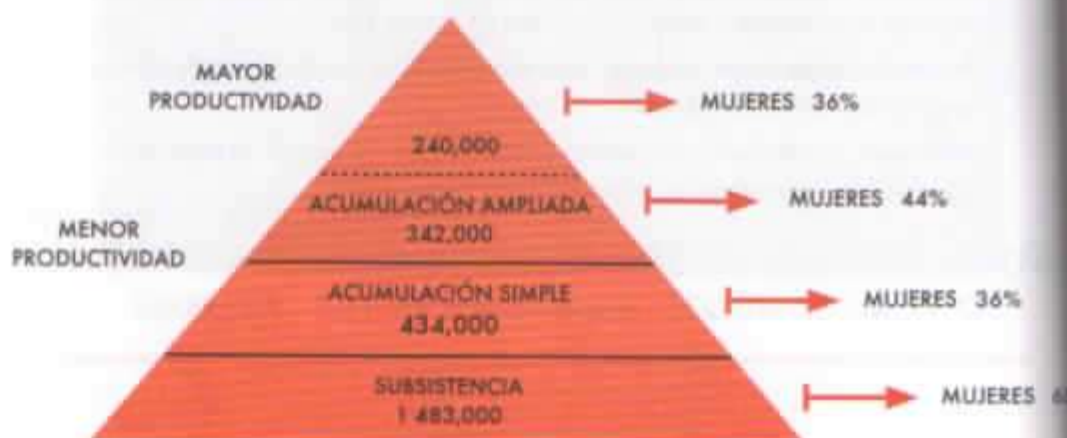 MAYOR
PRODUCTIVIDAD
MUJERES 36%
240,000
ACUMULACIÓN AMPLIADA
342,000
MUJERES 44%
MENOR
PRODUCTIVIDAD
ACUMULACIÓN SIMPLE
434,000
MUJERES 36%
SUBSISTENCIA
1 483,000
MUJERES